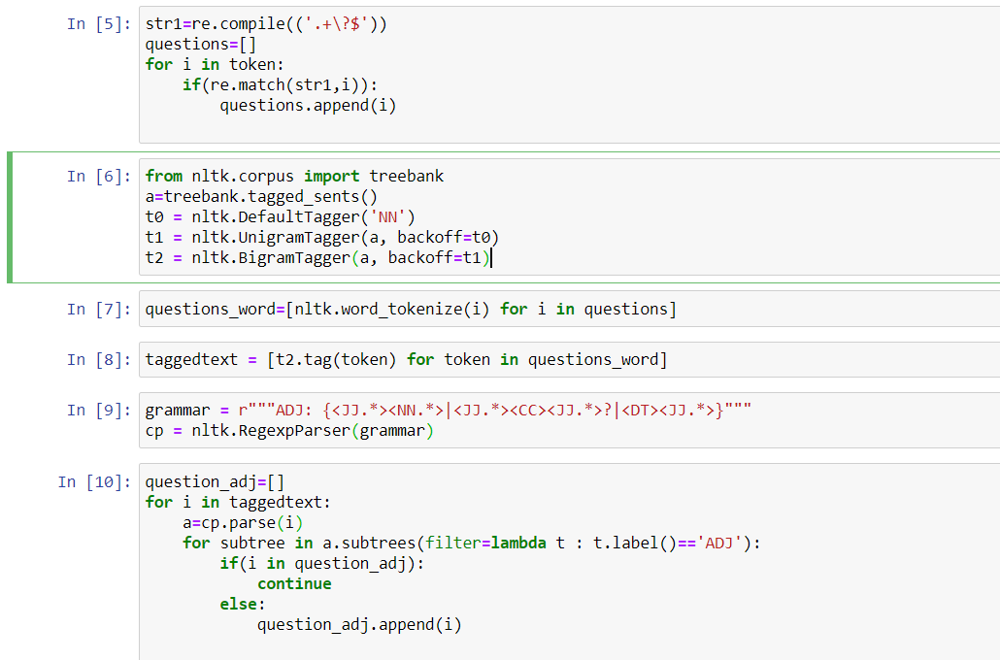 In [5]: str1=re.compile(('.+\?$'))
questions=[]
for i in token:
    if(re.match(str1,i)):
        questions.append(i)
In [6]: from nltk.corpus import treebank
a=treebank.tagged_sents()
t0 = nltk.DefaultTagger('NN')
t1 = nltk.UnigramTagger(a, backoff=t0)
t2 = nltk.BigramTagger(a, backoff=t1)
In [7]: questions_word=[nltk.word_tokenize(i) for i in questions]
In [8]: taggedtext = [t2.tag(token) for token in questions_word]
In [9]: grammar = r"""ADJ: {<JJ.*><NN.*>|<JJ.*><CC><JJ.*>?|<DT><JJ.*>}"""
cp = nltk.RegexpParser(grammar)
In [10]: question_adj=[]
for i in taggedtext:
    a=cp.parse(i)
    for subtree in a.subtrees(filter=lambda t : t.label()=='ADJ'):
        if(i in question_adj):
            continue
        else:
            question_adj.append(i)